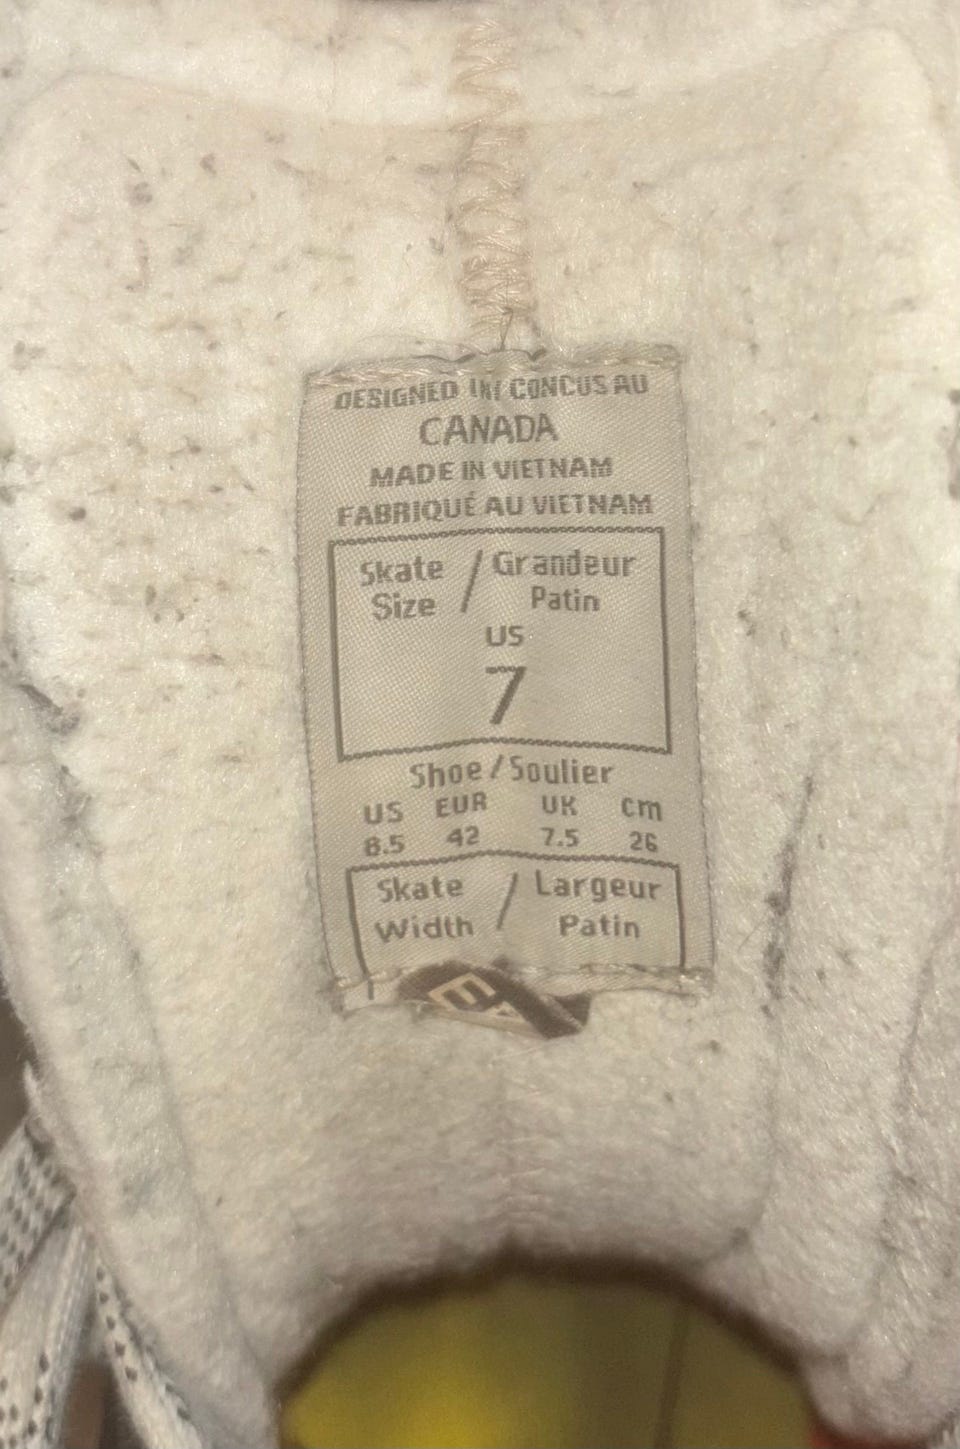 DESIGNED IN/ CONCUS AU
CANADA
MADE IN VIETNAM
FABRIQUÉ AU VIETNAM
Skate / Grandeur
Size Patin
US
7
Shoe / Soulier
US EUR UK cm
8.5 42 7.5 26
Skate / Largeur
Width Patin